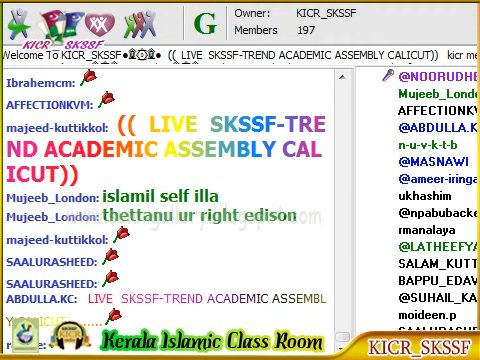 KICR_SKSSF
G
Owner: KICR_SKSSF
Members 197
Welcome To KICR_SKSSF (( LIVE SKSSF-TREND ACADEMIC ASSEMBLY CALICUT)) kicr me
Ibrahemcm:
AFFECTIONKVM:
majeed-kuttikkol: (( LIVE SKSSF-TRE
ND ACADEMIC ASSEMBLY CAL
ICUT))
Mujeeb_London: islamil self illa
Mujeeb_London: thettanu ur right edison
majeed-kuttikkol:
SAALURASHEED:
SAALURASHEED:
ABDULLA.KC: LIVE SKSSF-TREND ACADEMIC ASSEMBL
@NOORUDHE
Mujeeb_Londo
AFFECTIONKVM
@ABDULLA.K
n-u-v-k-t-b
@MASNAWI
@ameer-iringa
ukhashim
@npabubacke
rmanalaya
@LATHEEFYA
SALAM_KUTT
BAPPU_EDAV
@SUHAIL_KA
moideen.p
Kerala Islamic Class Room
KICR_SKSSF